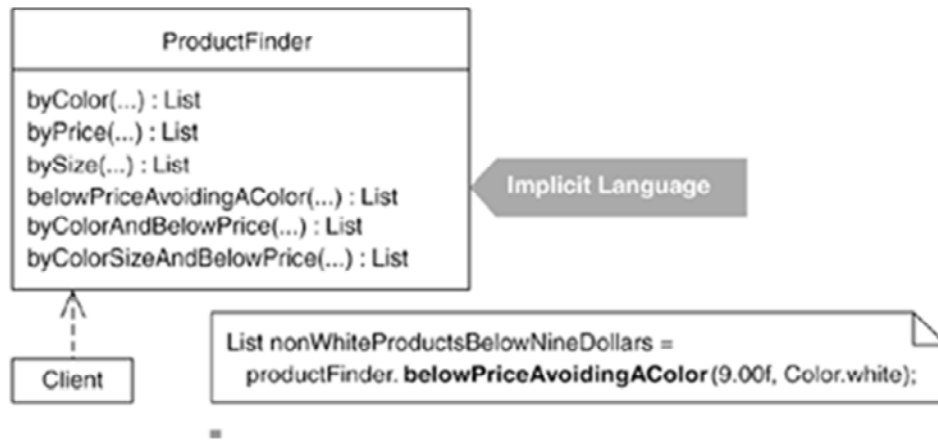 ProductFinder
byColor(...) : List
byPrice(...) : List
bySize(...) : List
belowPriceAvoidingAColor(...) : List
byColorAndBelowPrice(...) : List
byColorSizeAndBelowPrice(...) : List
Implicit Language
Client
List nonWhiteProductsBelowNineDollars =
productFinder. belowPriceAvoidingAColor(9.00f, Color.white);